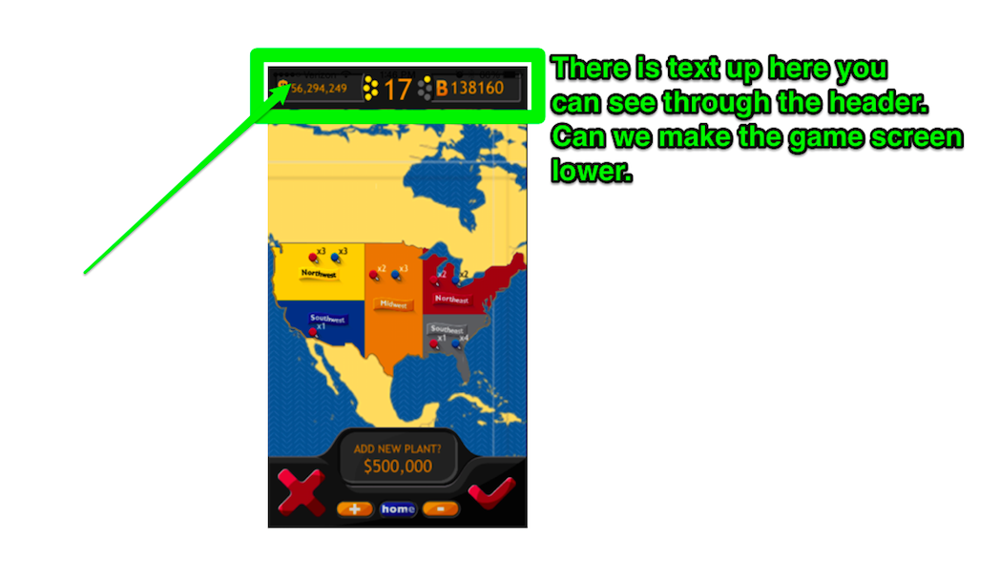 There is text up here you
can see through the header.
Can we make the game screen
lower.
56,294,249 17 B 138160
x3 x3
Northwest
x2 x3
Midwest
x2 x2
Northeast
Southwest
x1
Southeast
x1 x4
ADD NEW PLANT?
$500,000
+ home -